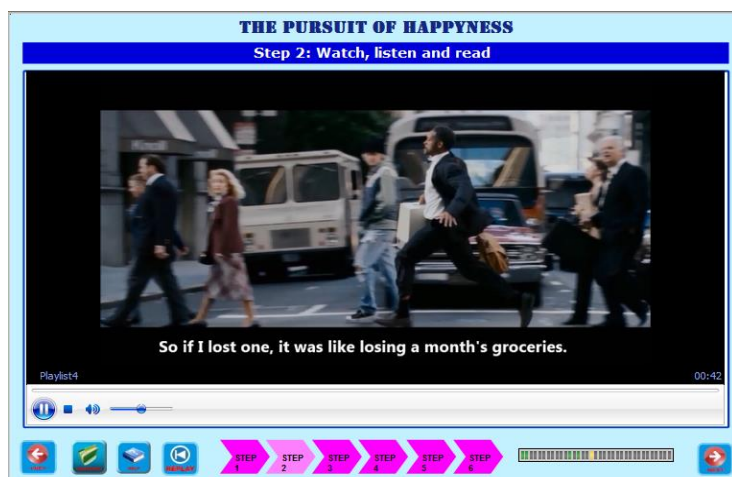 THE PURSUIT OF HAPPYNESS
Step 2: Watch, listen and read
So if I lost one, it was like losing a month's groceries.
Playlist4
00:42
REPLAY
STEP 1
STEP 2
STEP 3
STEP 4
STEP 5
STEP 6